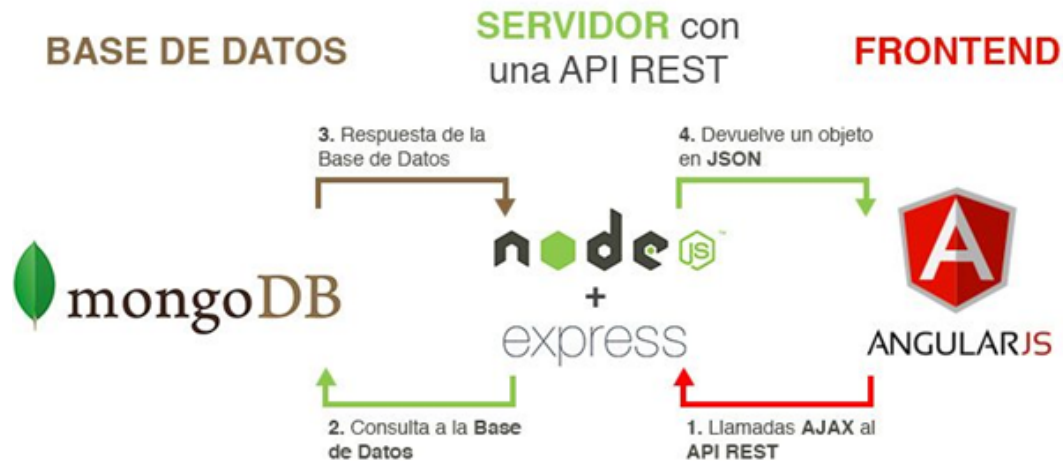 BASE DE DATOS
SERVIDOR con
una API REST
FRONTEND
3. Respuesta de la
Base de Datos
4. Devuelve un objeto
en JSON
mongoDB
node JS™
+
express
A
ANGULARJS
2. Consulta a la Base
de Datos
1. Llamadas AJAX al
API REST